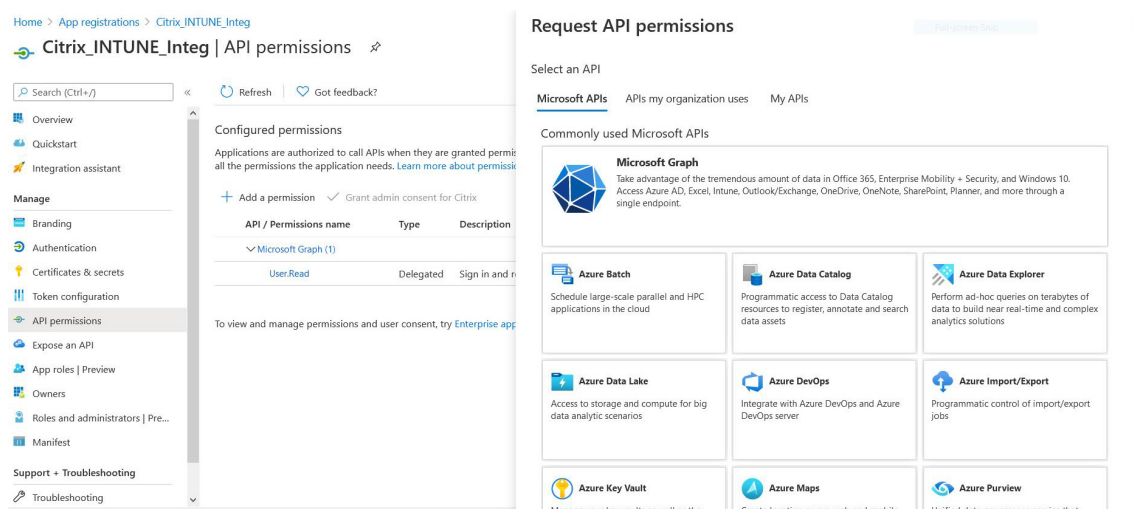 Home > App registrations > Citrix_INTUNE_Integ
Citrix_INTUNE_Integ | API permissions
Search (Ctrl+/)
«
Overview
Quickstart
Integration assistant
Manage
Branding
Authentication
Certificates & secrets
Token configuration
API permissions
Expose an API
App roles | Preview
Owners
Roles and administrators | Pre...
Manifest
Support + Troubleshooting
Troubleshooting
Refresh
Got feedback?
Configured permissions
Applications are authorized to call APIs when they are granted permis
all the permissions the application needs. Learn more about permissio
Add a permission
Grant admin consent for Citrix
API / Permissions name Type Description
Microsoft Graph (1)
User.Read Delegated Sign in and r
To view and manage permissions and user consent, try Enterprise app
Request API permissions
Full-screen Snip
Select an API
Microsoft APIs APIs my organization uses My APIs
Commonly used Microsoft APIs
Microsoft Graph
Take advantage of the tremendous amount of data in Office 365, Enterprise Mobility + Security, and Windows 10.
Access Azure AD, Excel, Intune, Outlook/Exchange, OneDrive, OneNote, SharePoint, Planner, and more through a
single endpoint.
Azure Batch
Schedule large-scale parallel and HPC
applications in the cloud
Azure Data Catalog
Programmatic access to Data Catalog
resources to register, annotate and search
data assets
Azure Data Explorer
Perform ad-hoc queries on terabytes of
data to build near real-time and complex
analytics solutions
Azure Data Lake
Access to storage and compute for big
data analytic scenarios
Azure DevOps
Integrate with Azure DevOps and Azure
DevOps server
Azure Import/Export
Programmatic control of import/export
jobs
Azure Key Vault
Azure Maps
Azure Purview